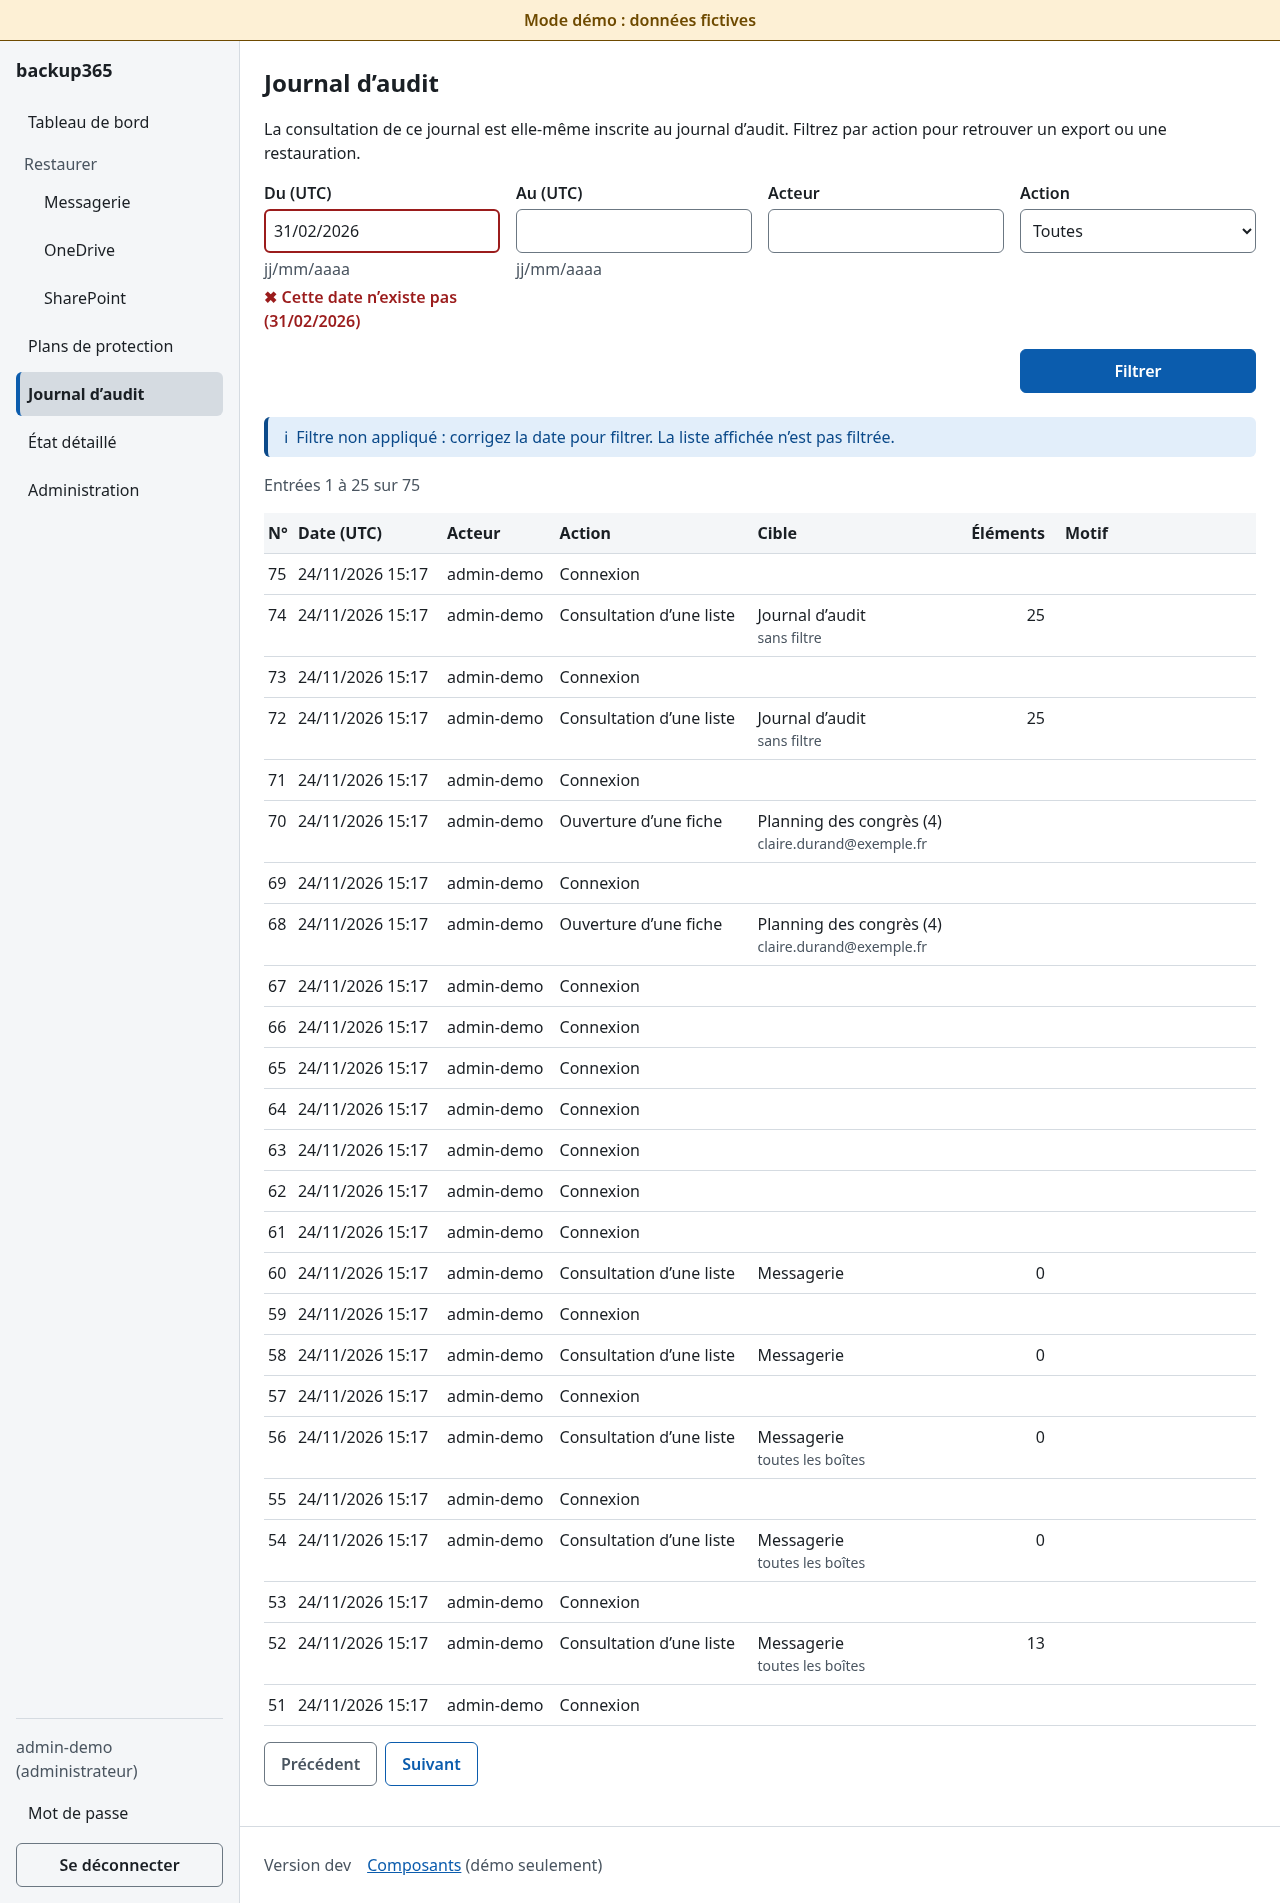 Mode démo : données fictives
backup365
Tableau de bord
Restaurer
Messagerie
OneDrive
SharePoint
Plans de protection
Journal d’audit
État détaillé
Administration
admin-demo
(administrateur)
Mot de passe
Se déconnecter
Journal d’audit
La consultation de ce journal est elle-même inscrite au journal d’audit. Filtrez par action pour retrouver un export ou une
restauration.
Du (UTC) Au (UTC) Acteur Action
31/02/2026 Toutes
jj/mm/aaaa jj/mm/aaaa
✖ Cette date n’existe pas
(31/02/2026)
Filtrer
i Filtre non appliqué : corrigez la date pour filtrer. La liste affichée n’est pas filtrée.
Entrées 1 à 25 sur 75
N° Date (UTC) Acteur Action Cible Éléments Motif
75 24/11/2026 15:17 admin-demo Connexion
74 24/11/2026 15:17 admin-demo Consultation d’une liste Journal d’audit 25
sans filtre
73 24/11/2026 15:17 admin-demo Connexion
72 24/11/2026 15:17 admin-demo Consultation d’une liste Journal d’audit 25
sans filtre
71 24/11/2026 15:17 admin-demo Connexion
70 24/11/2026 15:17 admin-demo Ouverture d’une fiche Planning des congrès (4)
claire.durand@exemple.fr
69 24/11/2026 15:17 admin-demo Connexion
68 24/11/2026 15:17 admin-demo Ouverture d’une fiche Planning des congrès (4)
claire.durand@exemple.fr
67 24/11/2026 15:17 admin-demo Connexion
66 24/11/2026 15:17 admin-demo Connexion
65 24/11/2026 15:17 admin-demo Connexion
64 24/11/2026 15:17 admin-demo Connexion
63 24/11/2026 15:17 admin-demo Connexion
62 24/11/2026 15:17 admin-demo Connexion
61 24/11/2026 15:17 admin-demo Connexion
60 24/11/2026 15:17 admin-demo Consultation d’une liste Messagerie 0
59 24/11/2026 15:17 admin-demo Connexion
58 24/11/2026 15:17 admin-demo Consultation d’une liste Messagerie 0
57 24/11/2026 15:17 admin-demo Connexion
56 24/11/2026 15:17 admin-demo Consultation d’une liste Messagerie 0
toutes les boîtes
55 24/11/2026 15:17 admin-demo Connexion
54 24/11/2026 15:17 admin-demo Consultation d’une liste Messagerie 0
toutes les boîtes
53 24/11/2026 15:17 admin-demo Connexion
52 24/11/2026 15:17 admin-demo Consultation d’une liste Messagerie 13
toutes les boîtes
51 24/11/2026 15:17 admin-demo Connexion
Précédent Suivant
Version dev Composants (démo seulement)